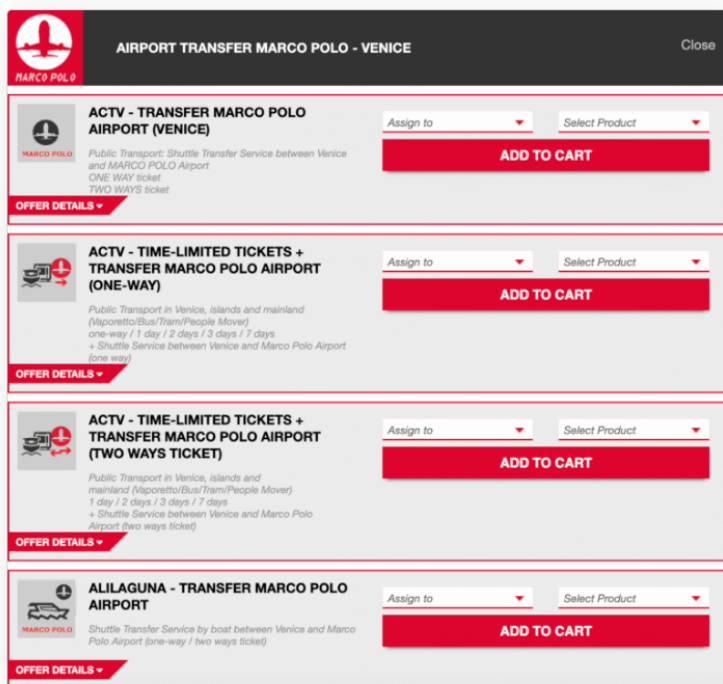 MARCO POLO
AIRPORT TRANSFER MARCO POLO - VENICE
Close
MARCO POLO
ACTV - TRANSFER MARCO POLO
AIRPORT (VENICE)
Public Transport: Shuttle Transfer Service between Venice
and MARCO POLO Airport
ONE WAY ticket
TWO WAYS ticket
Assign to
Select Product
ADD TO CART
OFFER DETAILS
ACTV - TIME-LIMITED TICKETS +
TRANSFER MARCO POLO AIRPORT
(ONE-WAY)
Public Transport in Venice, islands and mainland
(Vaporetto/Bus/Tram/People Mover)
one-way / 1 day / 2 days / 3 days / 7 days
+ Shuttle Service between Venice and Marco Polo Airport
(one way)
Assign to
Select Product
ADD TO CART
OFFER DETAILS
ACTV - TIME-LIMITED TICKETS +
TRANSFER MARCO POLO AIRPORT
(TWO WAYS TICKET)
Public Transport in Venice, islands and
mainland (Vaporetto/Bus/Tram/People Mover)
1 day / 2 days / 3 days / 7 days
+ Shuttle Service between Venice and Marco Polo
Airport (two ways ticket)
Assign to
Select Product
ADD TO CART
OFFER DETAILS
MARCO POLO
ALILAGUNA - TRANSFER MARCO POLO
AIRPORT
Shuttle Transfer Service by boat between Venice and Marco
Polo Airport (one-way / two ways ticket)
Assign to
Select Product
ADD TO CART
OFFER DETAILS